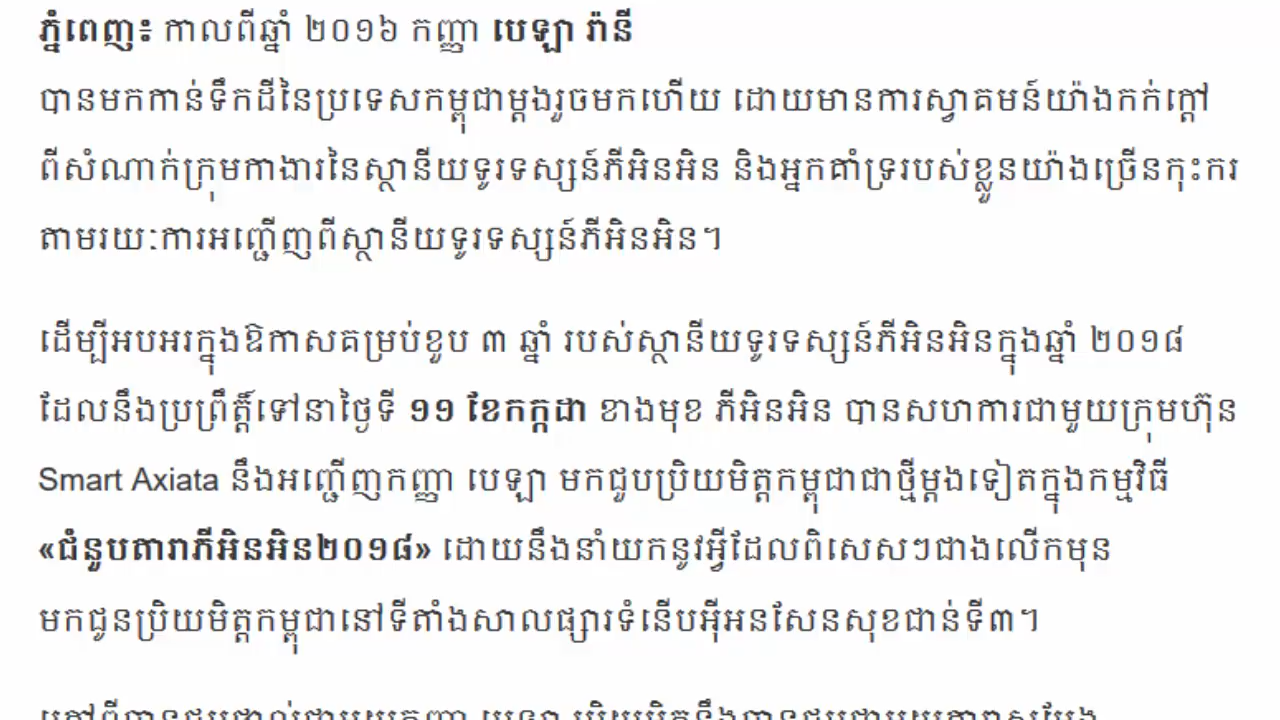 ភ្នំពេញ៖ កាលពីឆ្នាំ ២០១៦ កញ្ញា បេឡា រ៉ានី
បានមកកាន់ទឹកដីនៃប្រទេសកម្ពុជាម្ដងរួចមកហើយ ដោយមានការស្វាគមន៍យ៉ាងកក់ក្ដៅ
ពីសំណាក់ក្រុមកាងារនៃស្ថានីយទូរទស្សន៍ភីអិនអិន និងអ្នកគាំទ្ររបស់ខ្លួនយ៉ាងច្រើនកុះករ
តាមរយៈការអញ្ជើញពីស្ថានីយទូរទស្សន៍ភីអិនអិន។
ដើម្បីអបអរក្នុងឱកាសគម្រប់ខួប ៣ ឆ្នាំ របស់ស្ថានីយទូរទស្សន៍ភីអិនអិនក្នុងឆ្នាំ ២០១៨
ដែលនឹងប្រព្រឹត្តិ៍ទៅនាថ្ងៃទី ១១ ខែកក្កដា ខាងមុខ ភីអិនអិន បានសហការជាមួយក្រុមហ៊ុន
Smart Axiata នឹងអញ្ជើញកញ្ញា បេឡា មកជួបប្រិយមិត្តកម្ពុជាជាថ្មីម្ដងទៀតក្នុងកម្មវិធី
«ជំនួបតារាភីអិនអិន២០១៨» ដោយនឹងនាំយកនូវអ្វីដែលពិសេសៗជាងលើកមុន
មកជូនប្រិយមិត្តកម្ពុជានៅទីតាំងសាលផ្សារទំនើបអ៊ីអនសែនសុខជាន់ទី៣។